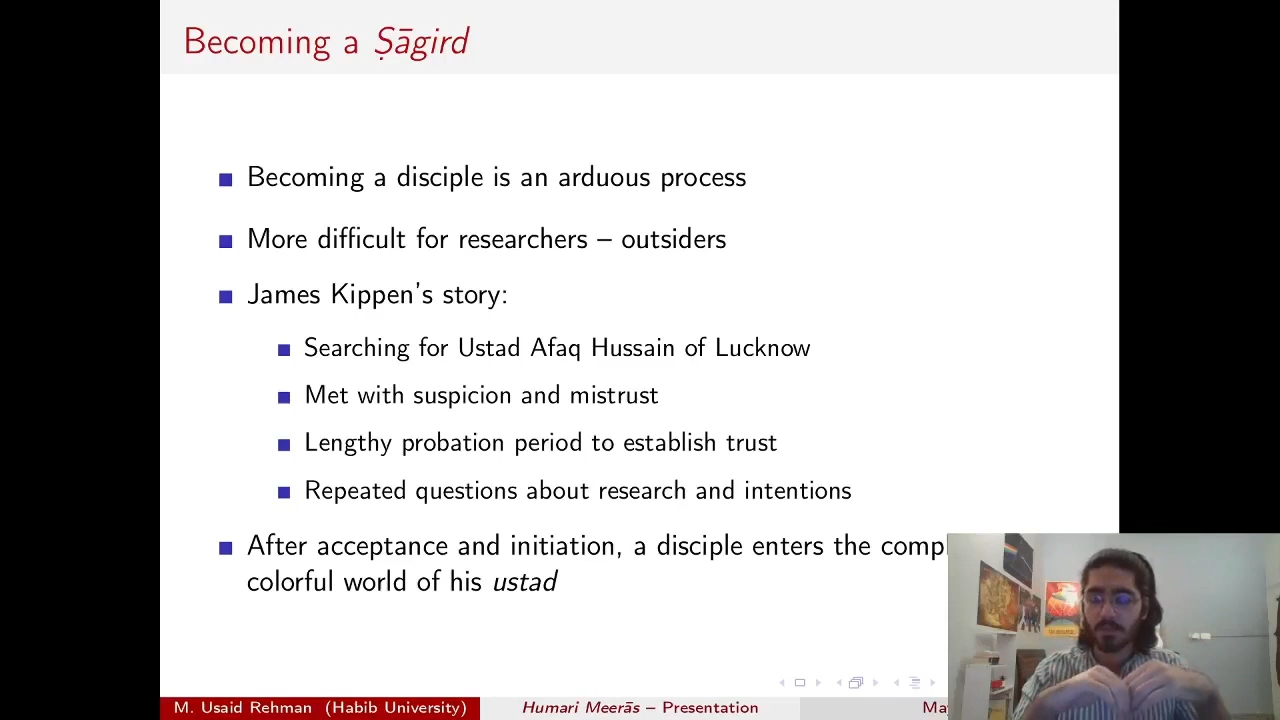 Becoming a Ṣāgird
Becoming a disciple is an arduous process
More difficult for researchers – outsiders
James Kippen's story:
Searching for Ustad Afaq Hussain of Lucknow
Met with suspicion and mistrust
Lengthy probation period to establish trust
Repeated questions about research and intentions
After acceptance and initiation, a disciple enters the
colorful world of his ustad
M. Usaid Rehman (Habib University)
Humari Meerās – Presentation